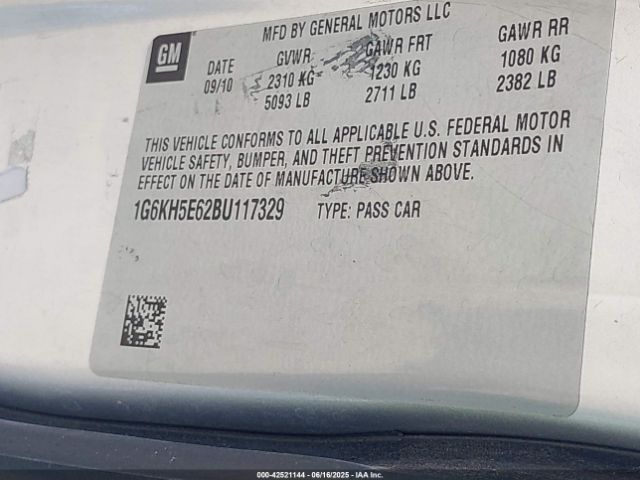 GM
MFD BY GENERAL MOTORS LLC
DATE GVWR GAWR FRT GAWR RR
09/10 2310 KG 1230 KG 1080 KG
5093 LB 2711 LB 2382 LB
THIS VEHICLE CONFORMS TO ALL APPLICABLE U.S. FEDERAL MOTOR
VEHICLE SAFETY, BUMPER, AND THEFT PREVENTION STANDARDS IN
EFFECT ON THE DATE OF MANUFACTURE SHOWN ABOVE.
1G6KH5E62BU117329 TYPE: PASS CAR
000-42521144 - 06/16/2025 - IAAI Inc.